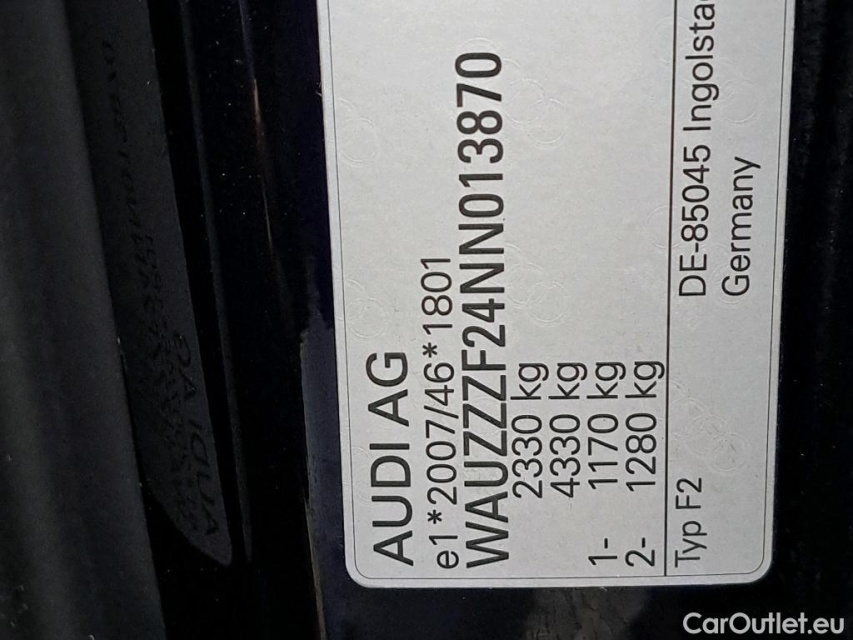 AUDI AG
e1*2007/46*1801
WAUZZZF24NN013870
2330 kg
4330 kg
1- 1170 kg
2- 1280 kg
Typ F2
DE-85045 Ingolsta
Germany
CarOutlet.eu